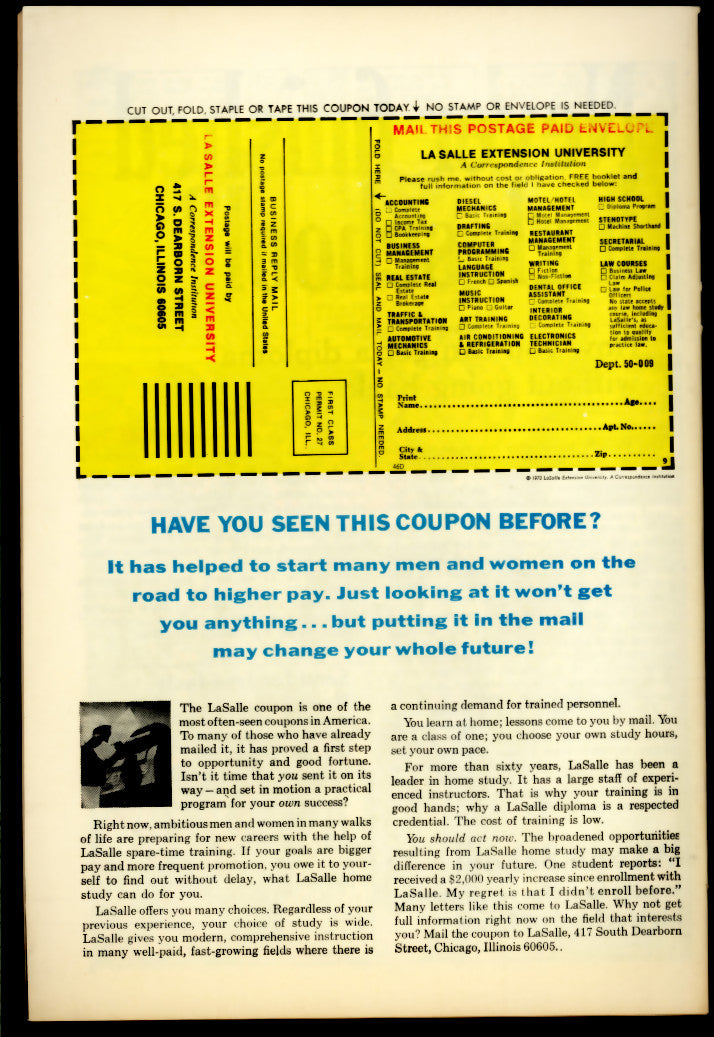 CUT OUT, FOLD, STAPLE OR TAPE THIS COUPON TODAY. ↓ NO STAMP OR ENVELOPE IS NEEDED.
LA SALLE EXTENSION UNIVERSITY
A Correspondence Institution
417 S. DEARBORN STREET
CHICAGO, ILLINOIS 60605
Postage will be paid by
BUSINESS REPLY MAIL
No postage stamp required if mailed in the United States
FIRST CLASS
PERMIT NO. 27
CHICAGO, ILL.
FOLD HERE → (DO NOT CUT) SEAL AND MAIL TODAY — NO STAMP NEEDED.
MAIL THIS POSTAGE PAID ENVELOPE
LA SALLE EXTENSION UNIVERSITY
A Correspondence Institution
Please rush me, without cost or obligation, FREE booklet and
full information on the field I have checked below:
ACCOUNTING
☐ Complete
Accounting
☐ Income Tax
☐ CPA Training
☐ Bookkeeping
BUSINESS
MANAGEMENT
☐ Management
Training
REAL ESTATE
☐ Complete Real
Estate
☐ Real Estate
Brokerage
TRAFFIC &
TRANSPORTATION
☐ Complete Training
AUTOMOTIVE
MECHANICS
☐ Basic Training
DIESEL
MECHANICS
☐ Basic Training
DRAFTING
☐ Complete Training
COMPUTER
PROGRAMMING
☐ Basic Training
LANGUAGE
INSTRUCTION
☐ French ☐ Spanish
MUSIC
INSTRUCTION
☐ Piano ☐ Guitar
ART TRAINING
☐ Complete Training
AIR CONDITIONING
& REFRIGERATION
☐ Basic Training
MOTEL/HOTEL
MANAGEMENT
☐ Motel Management
☐ Hotel Management
RESTAURANT
MANAGEMENT
☐ Management
Training
WRITING
☐ Fiction
☐ Non-Fiction
DENTAL OFFICE
ASSISTANT
☐ Complete Training
INTERIOR
DECORATING
☐ Complete Training
ELECTRONICS
TECHNICIAN
☐ Basic Training
HIGH SCHOOL
☐ Diploma Program
STENOTYPE
☐ Machine Shorthand
SECRETARIAL
☐ Complete Training
LAW COURSES
☐ Business Law
☐ Claim Adjusting
Law
☐ Law for Police
Officers
No state accepts
any law home study
course, including
LaSalle's, as
sufficient educa-
tion to qualify
for admission to
practice law.
Dept. 50-009
Print
Name.................Age....
Address.................Apt. No......
City &
State.................Zip..........
46D
9
© 1970 LaSalle Extension University, A Correspondence Institution
HAVE YOU SEEN THIS COUPON BEFORE?
It has helped to start many men and women on the
road to higher pay. Just looking at it won't get
you anything...but putting it in the mail
may change your whole future!
The LaSalle coupon is one of the
most often-seen coupons in America.
To many of those who have already
mailed it, it has proved a first step
to opportunity and good fortune.
Isn't it time that you sent it on its
way—and set in motion a practical
program for your own success?
Right now, ambitious men and women in many walks
of life are preparing for new careers with the help of
LaSalle spare-time training. If your goals are bigger
pay and more frequent promotion, you owe it to your-
self to find out without delay, what LaSalle home
study can do for you.
LaSalle offers you many choices. Regardless of your
previous experience, your choice of study is wide.
LaSalle gives you modern, comprehensive instruction
in many well-paid, fast-growing fields where there is
a continuing demand for trained personnel.
You learn at home; lessons come to you by mail. You
are a class of one; you choose your own study hours,
set your own pace.
For more than sixty years, LaSalle has been a
leader in home study. It has a large staff of experi-
enced instructors. That is why your training is in
good hands; why a LaSalle diploma is a respected
credential. The cost of training is low.
You should act now. The broadened opportunities
resulting from LaSalle home study may make a big
difference in your future. One student reports: "I
received a $2,000 yearly increase since enrollment with
LaSalle. My regret is that I didn't enroll before."
Many letters like this come to LaSalle. Why not get
full information right now on the field that interests
you? Mail the coupon to LaSalle, 417 South Dearborn
Street, Chicago, Illinois 60605..